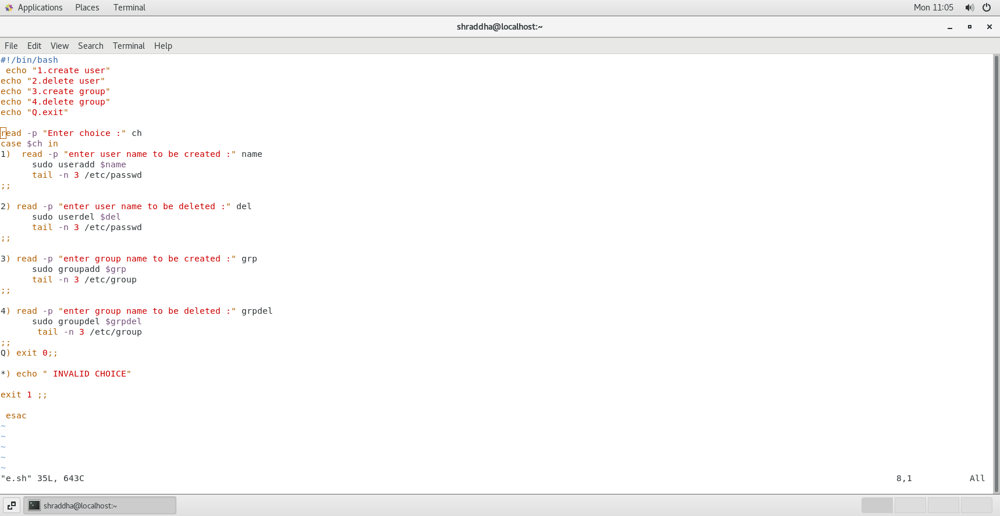 Applications Places Terminal Mon 11:05
shraddha@localhost:~
File Edit View Search Terminal Help
#!/bin/bash
 echo "1.create user"
echo "2.delete user"
echo "3.create group"
echo "4.delete group"
echo "Q.exit"
read -p "Enter choice :" ch
case $ch in
1)  read -p "enter user name to be created :" name
      sudo useradd $name
      tail -n 3 /etc/passwd
;;
2) read -p "enter user name to be deleted :" del
      sudo userdel $del
      tail -n 3 /etc/passwd
;;
3) read -p "enter group name to be created :" grp
      sudo groupadd $grp
      tail -n 3 /etc/group
;;
4) read -p "enter group name to be deleted :" grpdel
      sudo groupdel $grpdel
       tail -n 3 /etc/group
;;
Q) exit 0;;
*) echo " INVALID CHOICE"
exit 1 ;;
 esac
~
~
~
~
~
"e.sh" 35L, 643C 8,1 All
shraddha@localhost:~